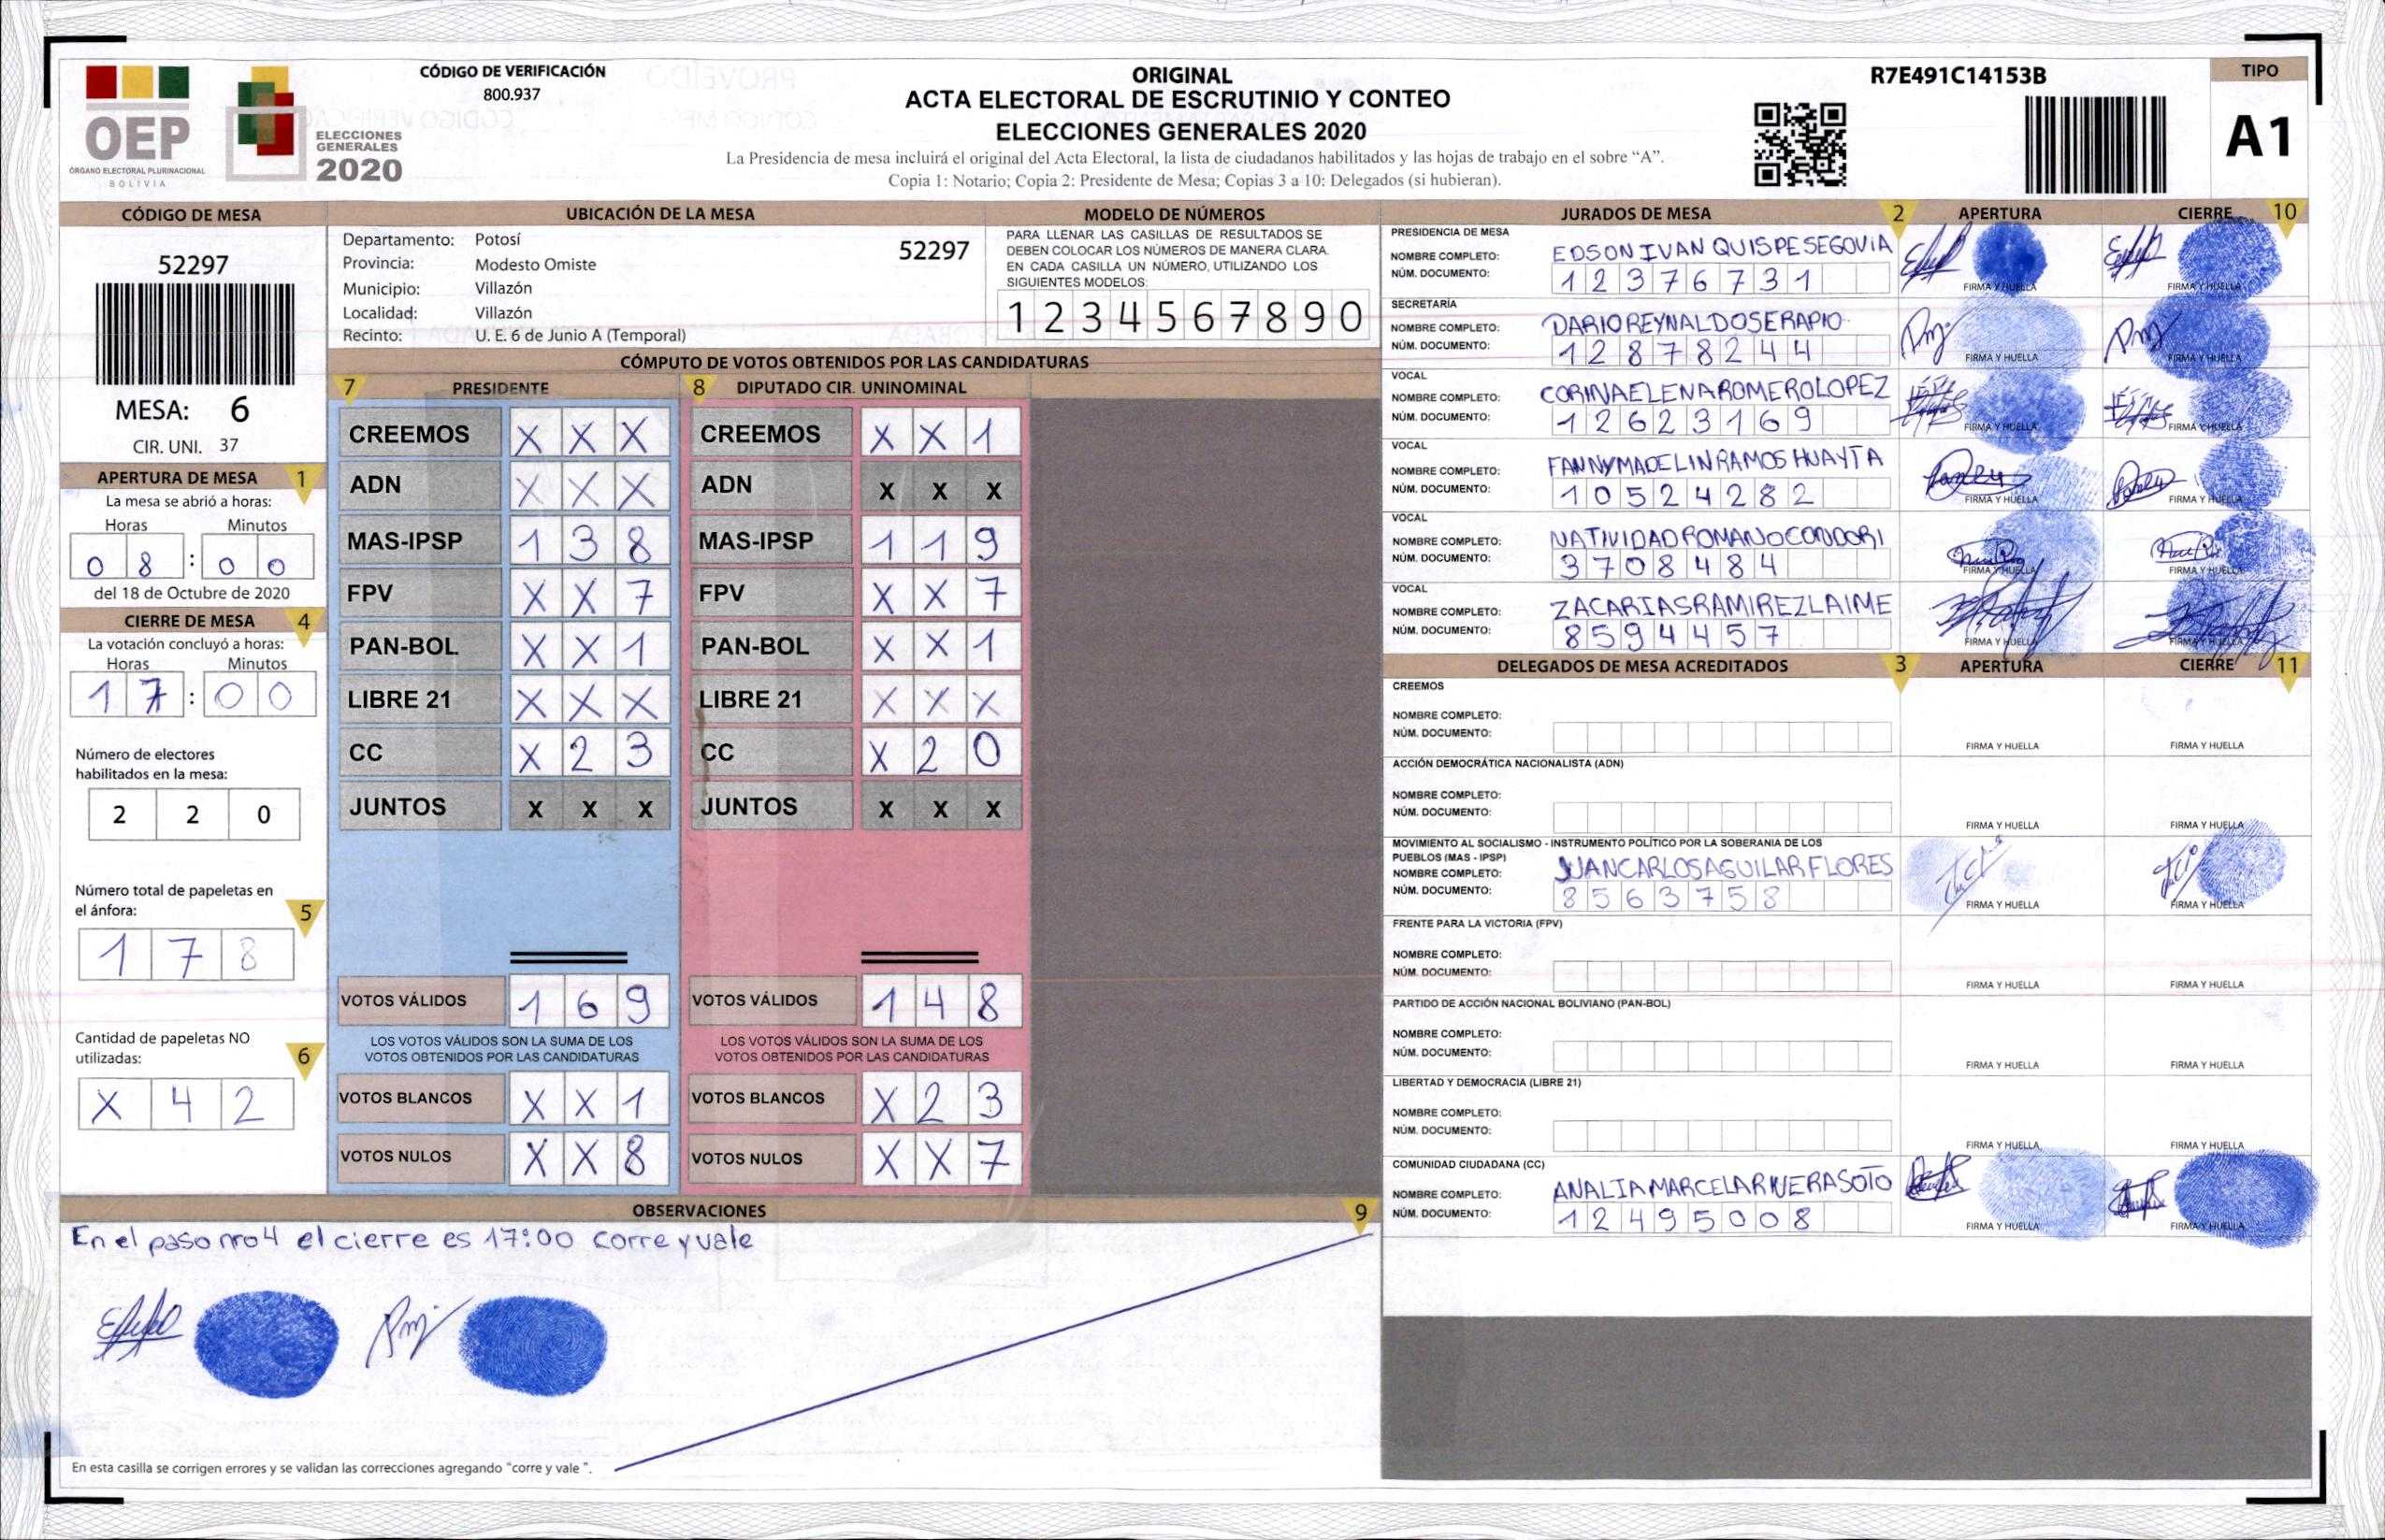 OEP
ÓRGANO ELECTORAL PLURINACIONAL
BOLIVIA
ELECCIONES
GENERALES
2020
CÓDIGO DE VERIFICACIÓN
800.937
ORIGINAL
ACTA ELECTORAL DE ESCRUTINIO Y CONTEO
ELECCIONES GENERALES 2020
La Presidencia de mesa incluirá el original del Acta Electoral, la lista de ciudadanos habilitados y las hojas de trabajo en el sobre “A”.
Copia 1: Notario; Copia 2: Presidente de Mesa; Copias 3 a 10: Delegados (si hubieran).
R7E491C14153B
TIPO
A1
CÓDIGO DE MESA
52297
MESA: 6
CIR. UNI. 37
APERTURA DE MESA 1
La mesa se abrió a horas:
Horas Minutos
0 8 : 0 0
del 18 de Octubre de 2020
CIERRE DE MESA 4
La votación concluyó a horas:
Horas Minutos
1 7 : 0 0
Número de electores
habilitados en la mesa:
2 2 0
Número total de papeletas en
el ánfora: 5
1 7 8
Cantidad de papeletas NO
utilizadas: 6
X 4 2
UBICACIÓN DE LA MESA
Departamento: Potosí 52297
Provincia: Modesto Omiste
Municipio: Villazón
Localidad: Villazón
Recinto: U. E. 6 de Junio A (Temporal)
MODELO DE NÚMEROS
PARA LLENAR LAS CASILLAS DE RESULTADOS SE
DEBEN COLOCAR LOS NÚMEROS DE MANERA CLARA.
EN CADA CASILLA UN NÚMERO, UTILIZANDO LOS
SIGUIENTES MODELOS:
1 2 3 4 5 6 7 8 9 0
CÓMPUTO DE VOTOS OBTENIDOS POR LAS CANDIDATURAS
7 PRESIDENTE
CREEMOS X X X
ADN X X X
MAS-IPSP 1 3 8
FPV X X 7
PAN-BOL X X 1
LIBRE 21 X X X
CC X 2 3
JUNTOS X X X
VOTOS VÁLIDOS 1 6 9
LOS VOTOS VÁLIDOS SON LA SUMA DE LOS
VOTOS OBTENIDOS POR LAS CANDIDATURAS
VOTOS BLANCOS X X 1
VOTOS NULOS X X 8
8 DIPUTADO CIR. UNINOMINAL
CREEMOS X X 1
ADN X X X
MAS-IPSP 1 1 9
FPV X X 7
PAN-BOL X X 1
LIBRE 21 X X X
CC X 2 0
JUNTOS X X X
VOTOS VÁLIDOS 1 4 8
LOS VOTOS VÁLIDOS SON LA SUMA DE LOS
VOTOS OBTENIDOS POR LAS CANDIDATURAS
VOTOS BLANCOS X 2 3
VOTOS NULOS X X 7
OBSERVACIONES 9
En el paso nro 4 el cierre es 17:00 corre y vale
En esta casilla se corrigen errores y se validan las correcciones agregando "corre y vale ".
JURADOS DE MESA 2 APERTURA CIERRE 10
PRESIDENCIA DE MESA
NOMBRE COMPLETO: EDSON IVAN QUISPE SEGOVIA
NÚM. DOCUMENTO: 12376731
FIRMA Y HUELLA FIRMA Y HUELLA
SECRETARÍA
NOMBRE COMPLETO: DARIO REYNALDO SERAPIO
NÚM. DOCUMENTO: 12878244
FIRMA Y HUELLA FIRMA Y HUELLA
VOCAL
NOMBRE COMPLETO: CORINA ELENA ROMERO LOPEZ
NÚM. DOCUMENTO: 12623169
FIRMA Y HUELLA FIRMA Y HUELLA
VOCAL
NOMBRE COMPLETO: FANNY MADELIN RAMOS HUAYTA
NÚM. DOCUMENTO: 10524282
FIRMA Y HUELLA FIRMA Y HUELLA
VOCAL
NOMBRE COMPLETO: NATIVIDAD ROMANO CONDORI
NÚM. DOCUMENTO: 3708484
FIRMA Y HUELLA FIRMA Y HUELLA
VOCAL
NOMBRE COMPLETO: ZACARIAS RAMIREZ LAIME
NÚM. DOCUMENTO: 8594457
FIRMA Y HUELLA FIRMA Y HUELLA
DELEGADOS DE MESA ACREDITADOS 3 APERTURA CIERRE 11
CREEMOS
NOMBRE COMPLETO:
NÚM. DOCUMENTO:
FIRMA Y HUELLA FIRMA Y HUELLA
ACCIÓN DEMOCRÁTICA NACIONALISTA (ADN)
NOMBRE COMPLETO:
NÚM. DOCUMENTO:
FIRMA Y HUELLA FIRMA Y HUELLA
MOVIMIENTO AL SOCIALISMO - INSTRUMENTO POLÍTICO POR LA SOBERANIA DE LOS
PUEBLOS (MAS - IPSP)
NOMBRE COMPLETO: JUAN CARLOS AGUILAR FLORES
NÚM. DOCUMENTO: 8563758
FIRMA Y HUELLA FIRMA Y HUELLA
FRENTE PARA LA VICTORIA (FPV)
NOMBRE COMPLETO:
NÚM. DOCUMENTO:
FIRMA Y HUELLA FIRMA Y HUELLA
PARTIDO DE ACCIÓN NACIONAL BOLIVIANO (PAN-BOL)
NOMBRE COMPLETO:
NÚM. DOCUMENTO:
FIRMA Y HUELLA FIRMA Y HUELLA
LIBERTAD Y DEMOCRACIA (LIBRE 21)
NOMBRE COMPLETO:
NÚM. DOCUMENTO:
FIRMA Y HUELLA FIRMA Y HUELLA
COMUNIDAD CIUDADANA (CC)
NOMBRE COMPLETO: ANALIA MARCELA RIVERA SOTO
NÚM. DOCUMENTO: 12495008
FIRMA Y HUELLA FIRMA Y HUELLA